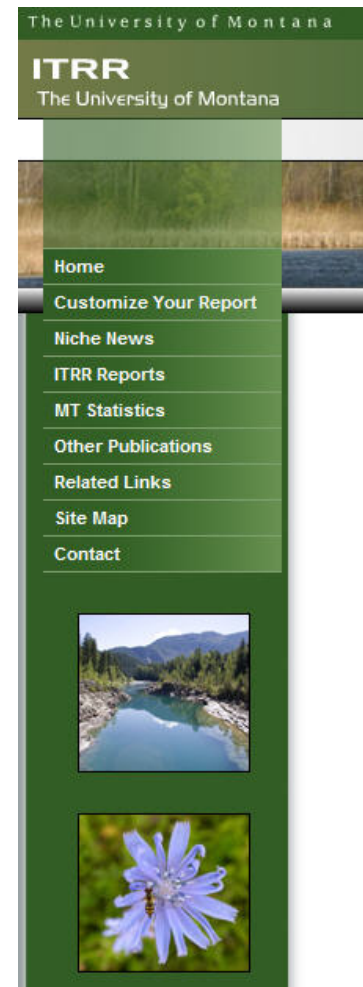 The University of Montana
ITRR
The University of Montana
Home
Customize Your Report
Niche News
ITRR Reports
MT Statistics
Other Publications
Related Links
Site Map
Contact